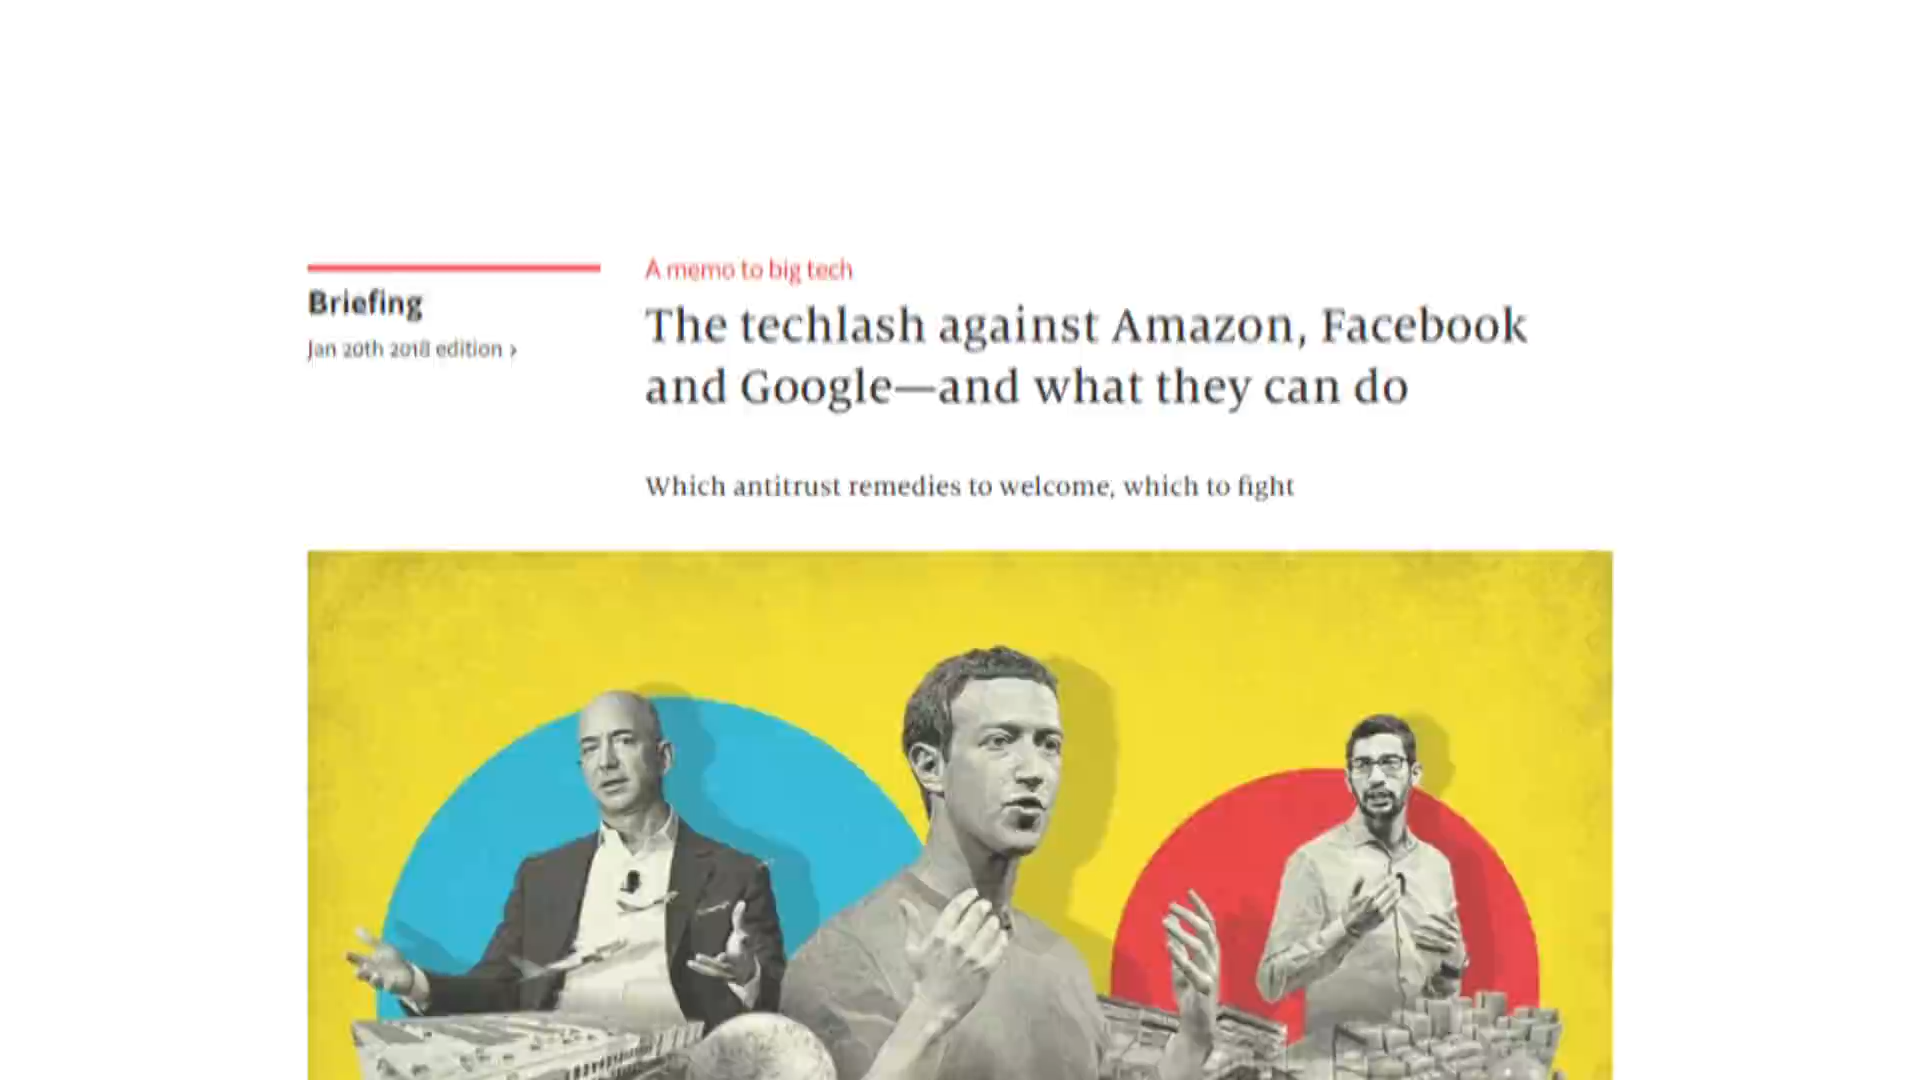 Briefing
Jan 20th 2018 edition ›
A memo to big tech
The techlash against Amazon, Facebook
and Google—and what they can do
Which antitrust remedies to welcome, which to fight